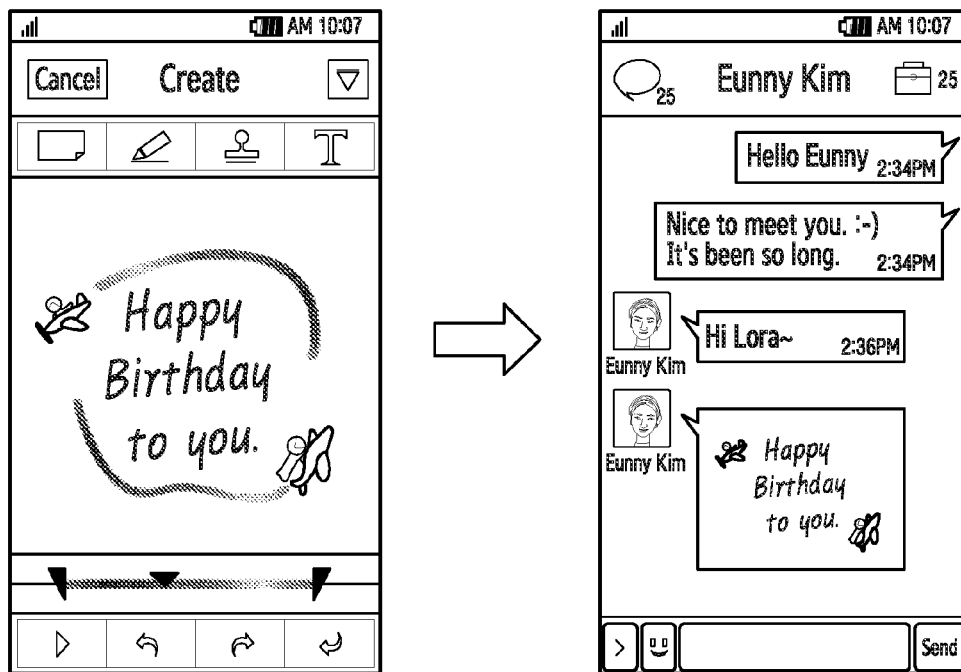 AM 10:07
Cancel Create
T
Happy
Birthday
to you.
AM 10:07
25 Eunny Kim 25
Hello Eunny 2:34PM
Nice to meet you. :-)
It's been so long. 2:34PM
Hi Lora~ 2:36PM
Eunny Kim
Happy
Birthday
to you.
Eunny Kim
> Send